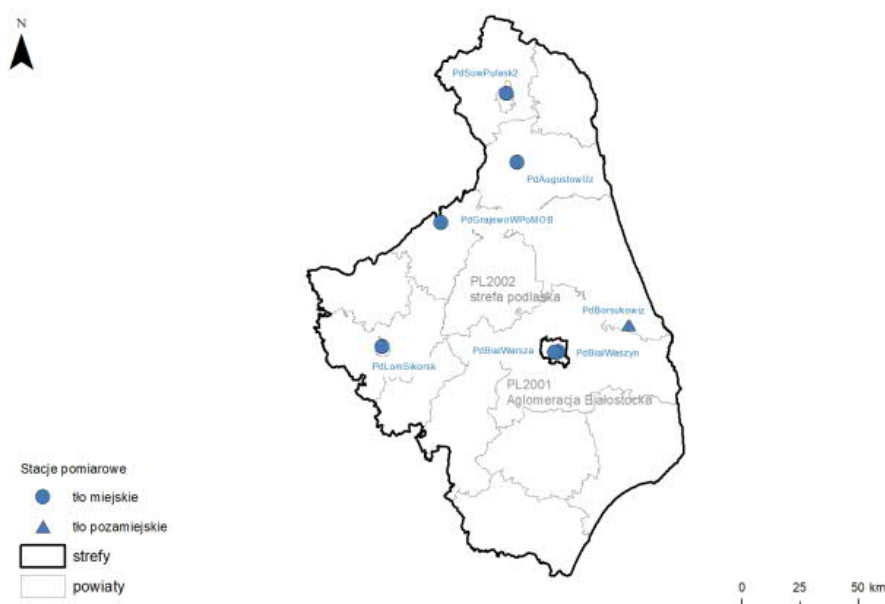 N
PdSuwPulask2
PdAugustowUz
PdGrajewoWPoMOB
PL2002
strefa podlaska
PdBorsukowiz
PdBialWarsza
PdBialWaszyn
PdLomSikorsk
PL2001
Aglomeracja Białostocka
Stacje pomiarowe
tło miejskie
tło pozamiejskie
strefy
powiaty
0 25 50 km